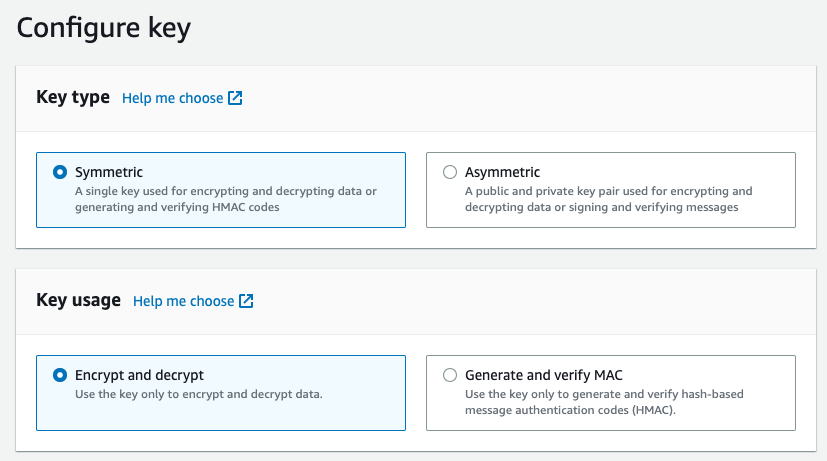 Configure key
Key type Help me choose
Symmetric
A single key used for encrypting and decrypting data or
generating and verifying HMAC codes
Asymmetric
A public and private key pair used for encrypting and
decrypting data or signing and verifying messages
Key usage Help me choose
Encrypt and decrypt
Use the key only to encrypt and decrypt data.
Generate and verify MAC
Use the key only to generate and verify hash-based
message authentication codes (HMAC).